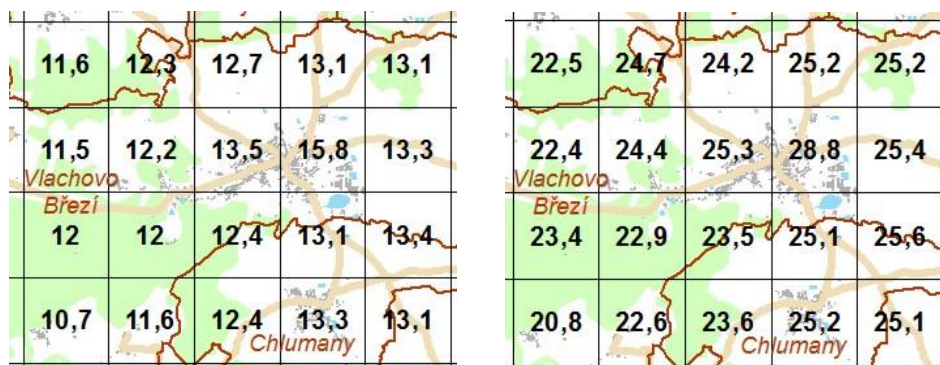 11,6 12,3 12,7 13,1 13,1
11,5 12,2 13,5 15,8 13,3
Vlachovo
Březí
12 12 12,4 13,1 13,4
10,7 11,6 12,4 13,3 13,1
Chlumany
22,5 24,7 24,2 25,2 25,2
22,4 24,4 25,3 28,8 25,4
Vlachovo
Březí
23,4 22,9 23,5 25,1 25,6
20,8 22,6 23,6 25,2 25,1
Chlumany